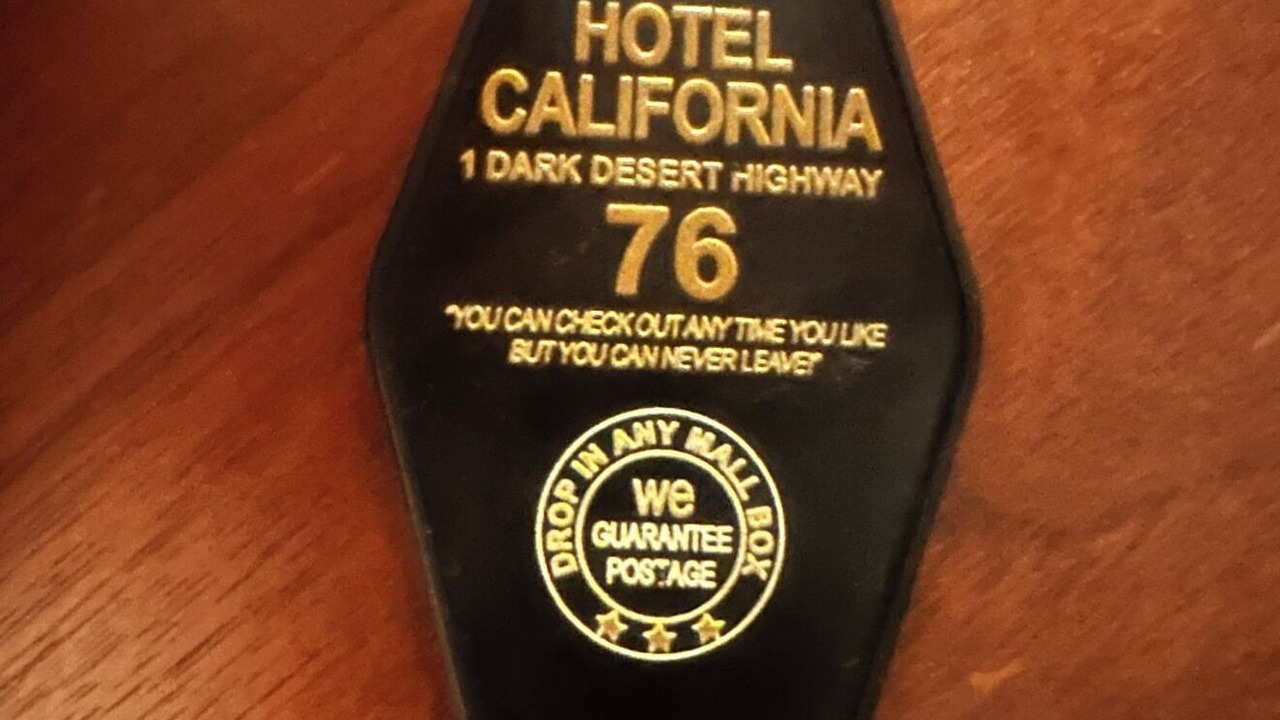 HOTEL
CALIFORNIA
1 DARK DESERT HIGHWAY
76
"YOU CAN CHECK OUT ANY TIME YOU LIKE
BUT YOU CAN NEVER LEAVE!"
DROP IN ANY MALL BOX
we
GUARANTEE
POSTAGE